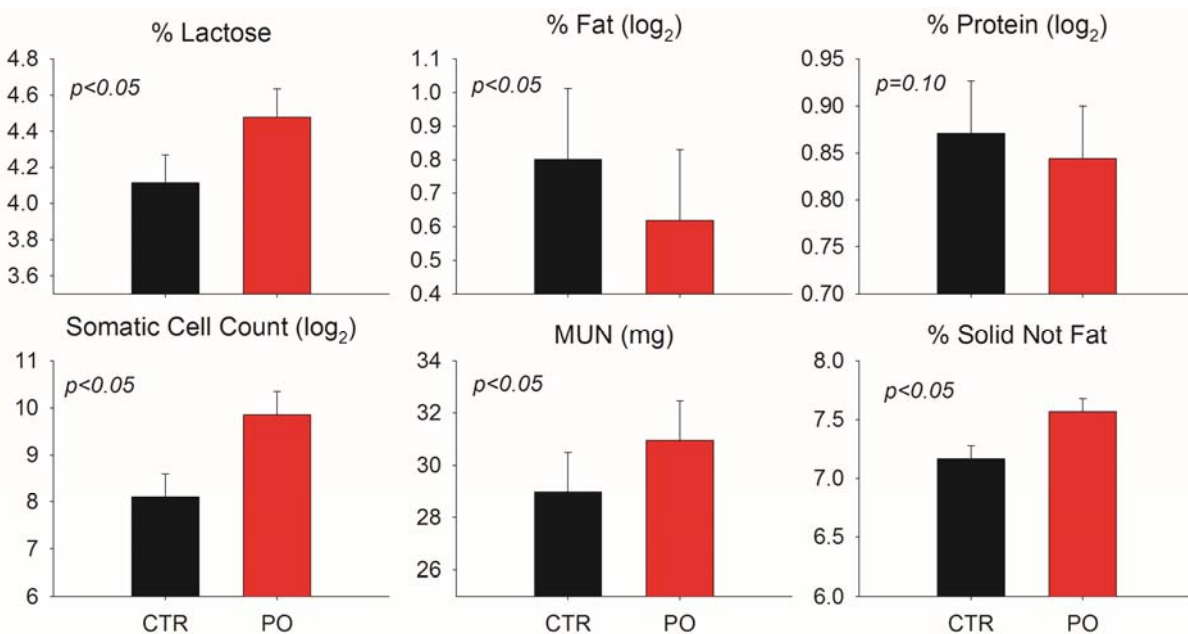 % Lactose
4.8
4.6
4.4
4.2
4.0
3.8
3.6
p<0.05
% Fat (log2)
1.1
1.0
0.9
0.8
0.7
0.6
0.5
0.4
p<0.05
% Protein (log2)
0.95
0.90
0.85
0.80
0.75
0.70
p=0.10
Somatic Cell Count (log2)
11
10
9
8
7
6
p<0.05
CTR PO
MUN (mg)
34
32
30
28
26
p<0.05
CTR PO
% Solid Not Fat
8.0
7.5
7.0
6.5
6.0
p<0.05
CTR PO